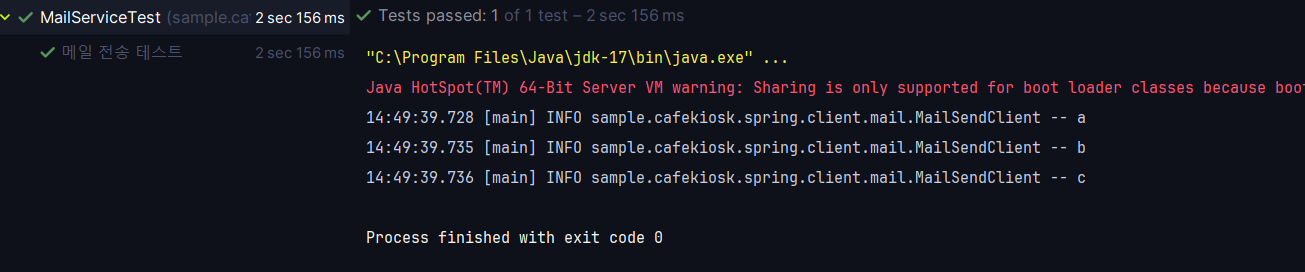 MailServiceTest (sample.ca 2 sec 156 ms
메일 전송 테스트 2 sec 156 ms
Tests passed: 1 of 1 test – 2 sec 156 ms
"C:\Program Files\Java\jdk-17\bin\java.exe" ...
Java HotSpot(TM) 64-Bit Server VM warning: Sharing is only supported for boot loader classes because boot
14:49:39.728 [main] INFO sample.cafekiosk.spring.client.mail.MailSendClient -- a
14:49:39.735 [main] INFO sample.cafekiosk.spring.client.mail.MailSendClient -- b
14:49:39.736 [main] INFO sample.cafekiosk.spring.client.mail.MailSendClient -- c
Process finished with exit code 0